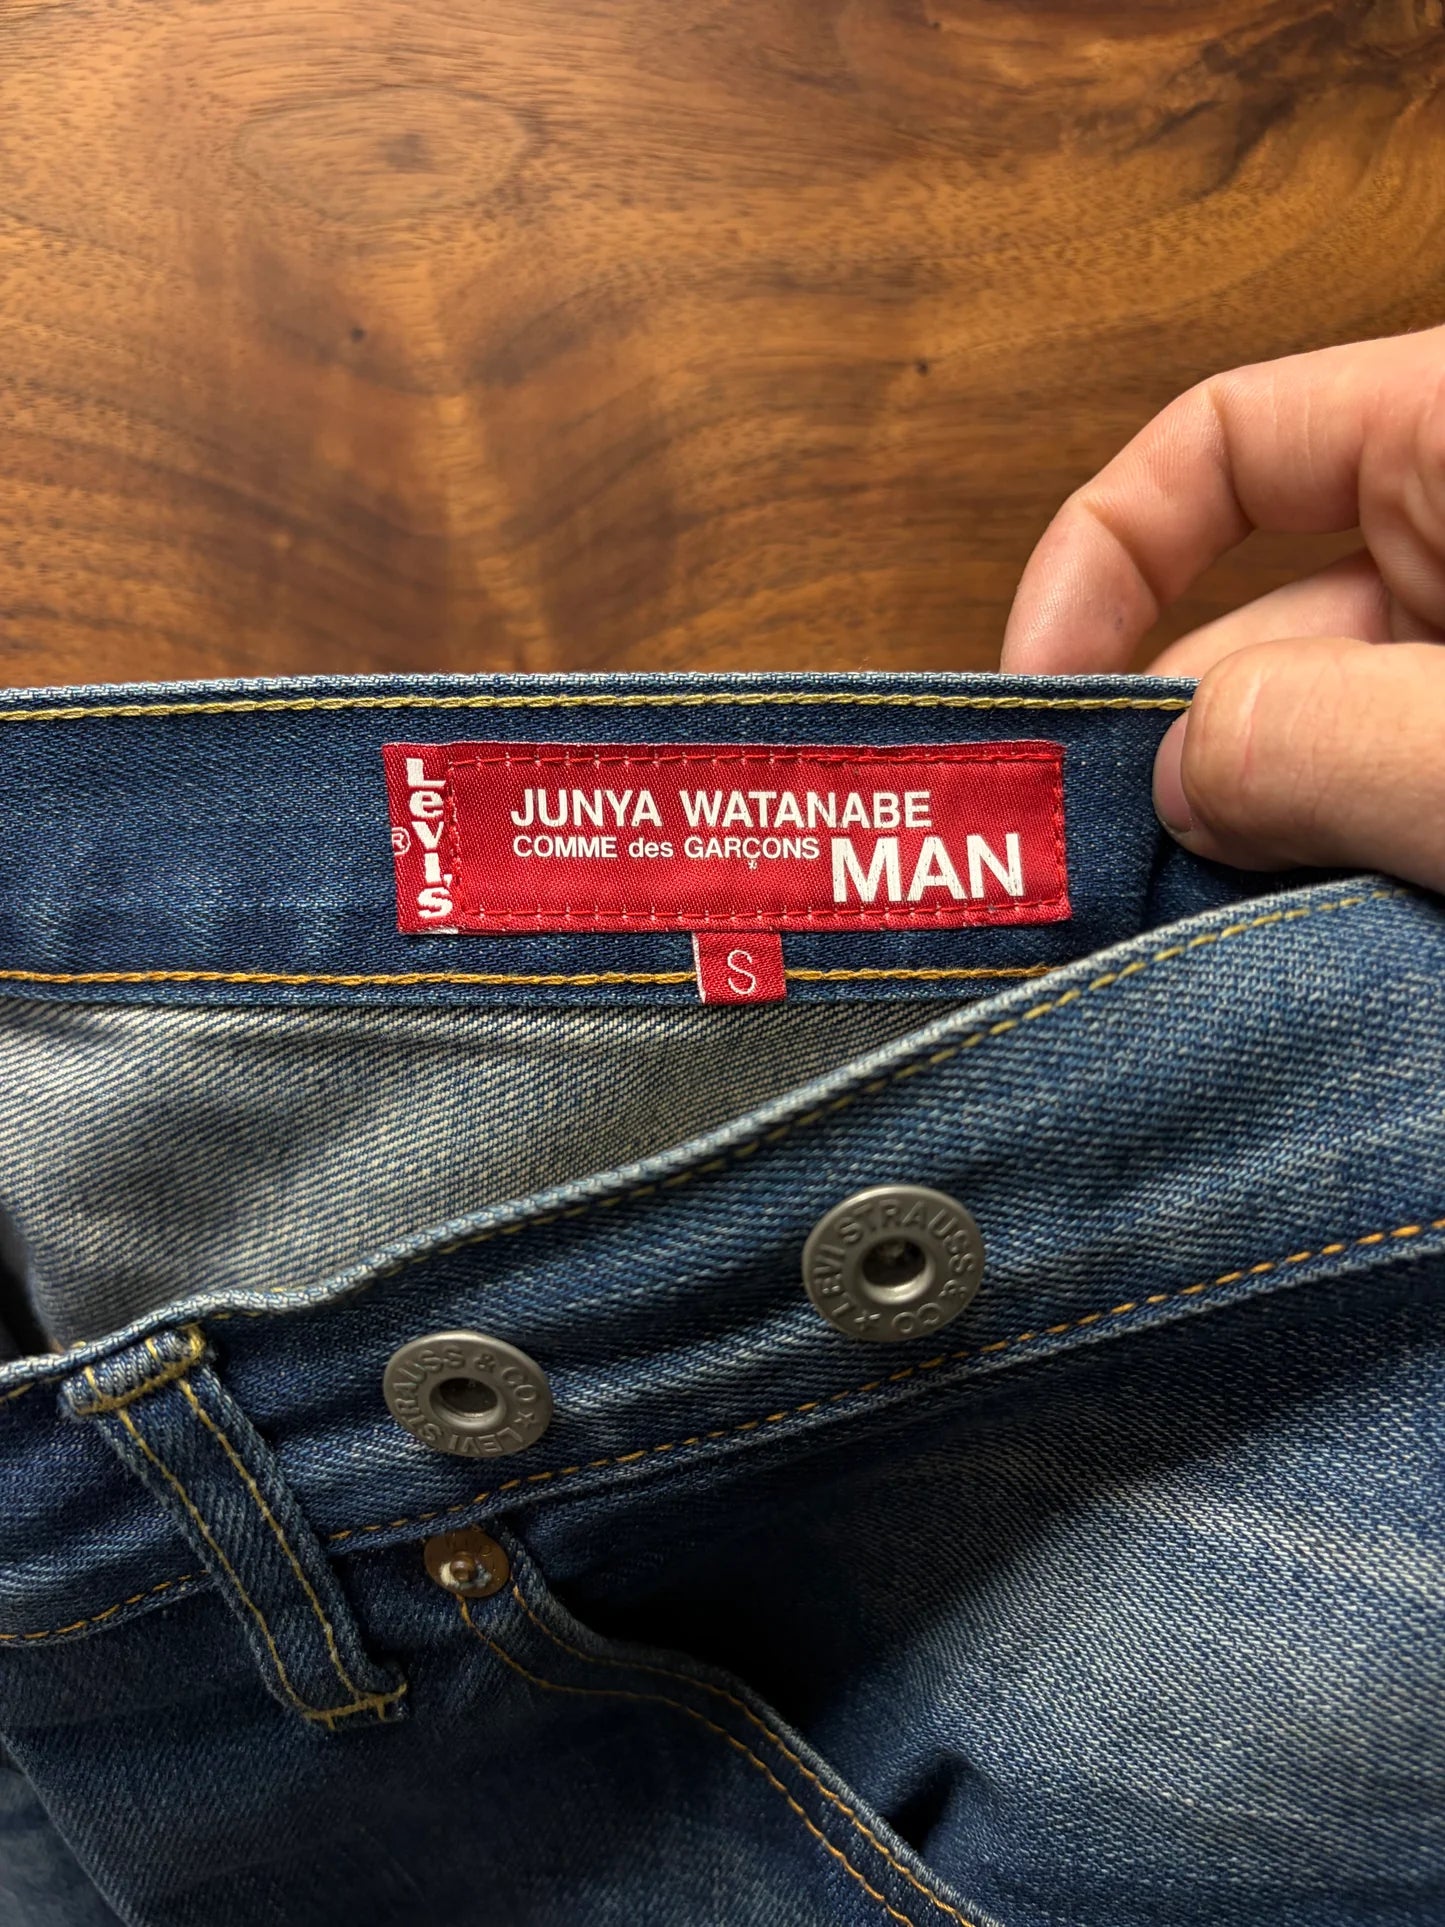 Levi's
®
JUNYA WATANABE
COMME des GARÇONS MAN
S
LEVI STRAUSS & CO
LEVI STRAUSS & CO